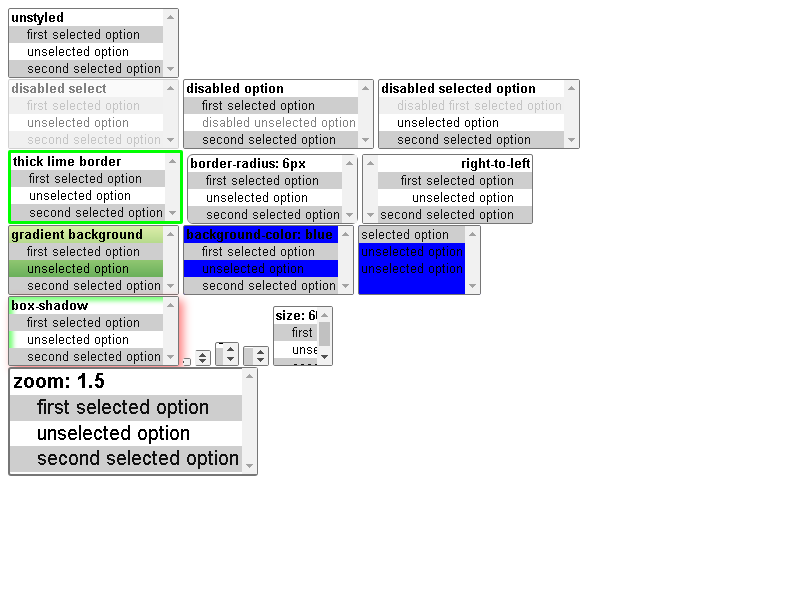 unstyled
first selected option
unselected option
second selected option
disabled select
first selected option
unselected option
second selected option
disabled option
first selected option
disabled unselected option
second selected option
disabled selected option
disabled first selected option
unselected option
second selected option
thick lime border
first selected option
unselected option
second selected option
border-radius: 6px
first selected option
unselected option
second selected option
right-to-left
first selected option
unselected option
second selected option
gradient background
first selected option
unselected option
second selected option
background-color: blue
first selected option
unselected option
second selected option
selected option
unselected option
unselected option
box-shadow
first selected option
unselected option
second selected option
size:
first
zoom: 1.5
first selected option
unselected option
second selected option